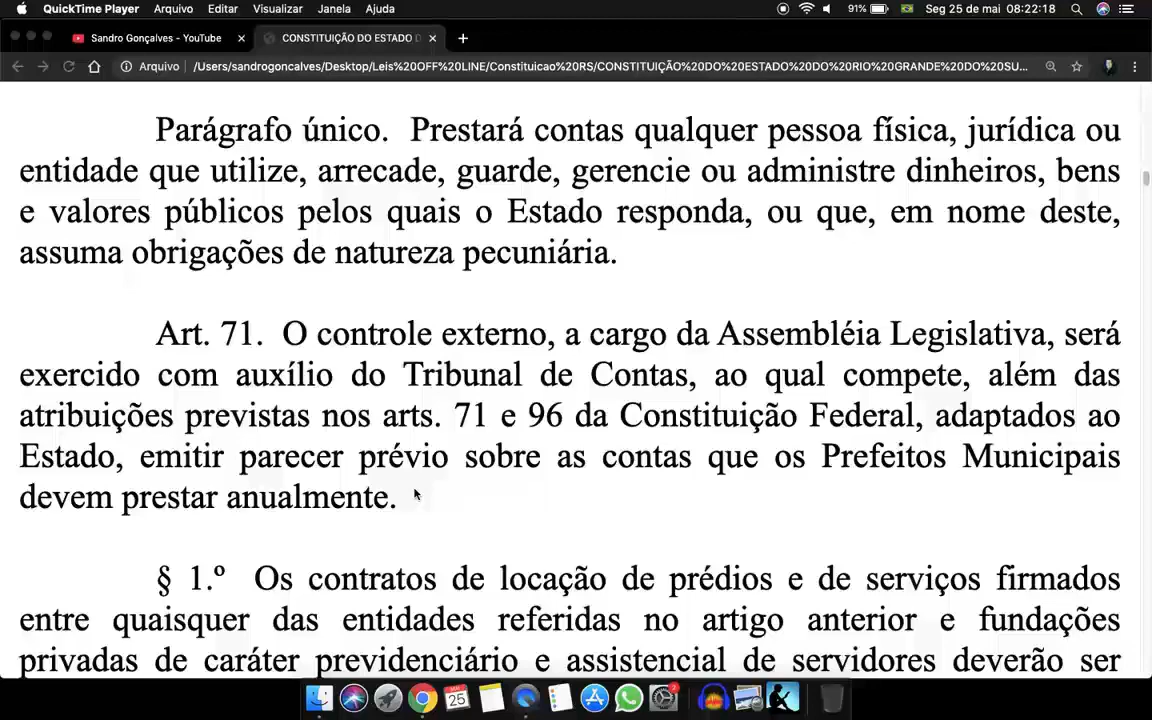 QuickTime Player Arquivo Editar Visualizar Janela Ajuda 91% Seg 25 de mai 08:22:18
Sandro Gonçalves - YouTube CONSTITUIÇÃO DO ESTADO D
Arquivo /Users/sandrogoncalves/Desktop/Leis%20OFF%20LINE/Constituicao%20RS/CONSTITUIÇÃO%20DO%20ESTADO%20DO%20RIO%20GRANDE%20DO%20SU...
Parágrafo único. Prestará contas qualquer pessoa física, jurídica ou
entidade que utilize, arrecade, guarde, gerencie ou administre dinheiros, bens
e valores públicos pelos quais o Estado responda, ou que, em nome deste,
assuma obrigações de natureza pecuniária.
Art. 71. O controle externo, a cargo da Assembléia Legislativa, será
exercido com auxílio do Tribunal de Contas, ao qual compete, além das
atribuições previstas nos arts. 71 e 96 da Constituição Federal, adaptados ao
Estado, emitir parecer prévio sobre as contas que os Prefeitos Municipais
devem prestar anualmente.
§ 1.º Os contratos de locação de prédios e de serviços firmados
entre quaisquer das entidades referidas no artigo anterior e fundações
privadas de caráter previdenciário e assistencial de servidores deverão ser
25